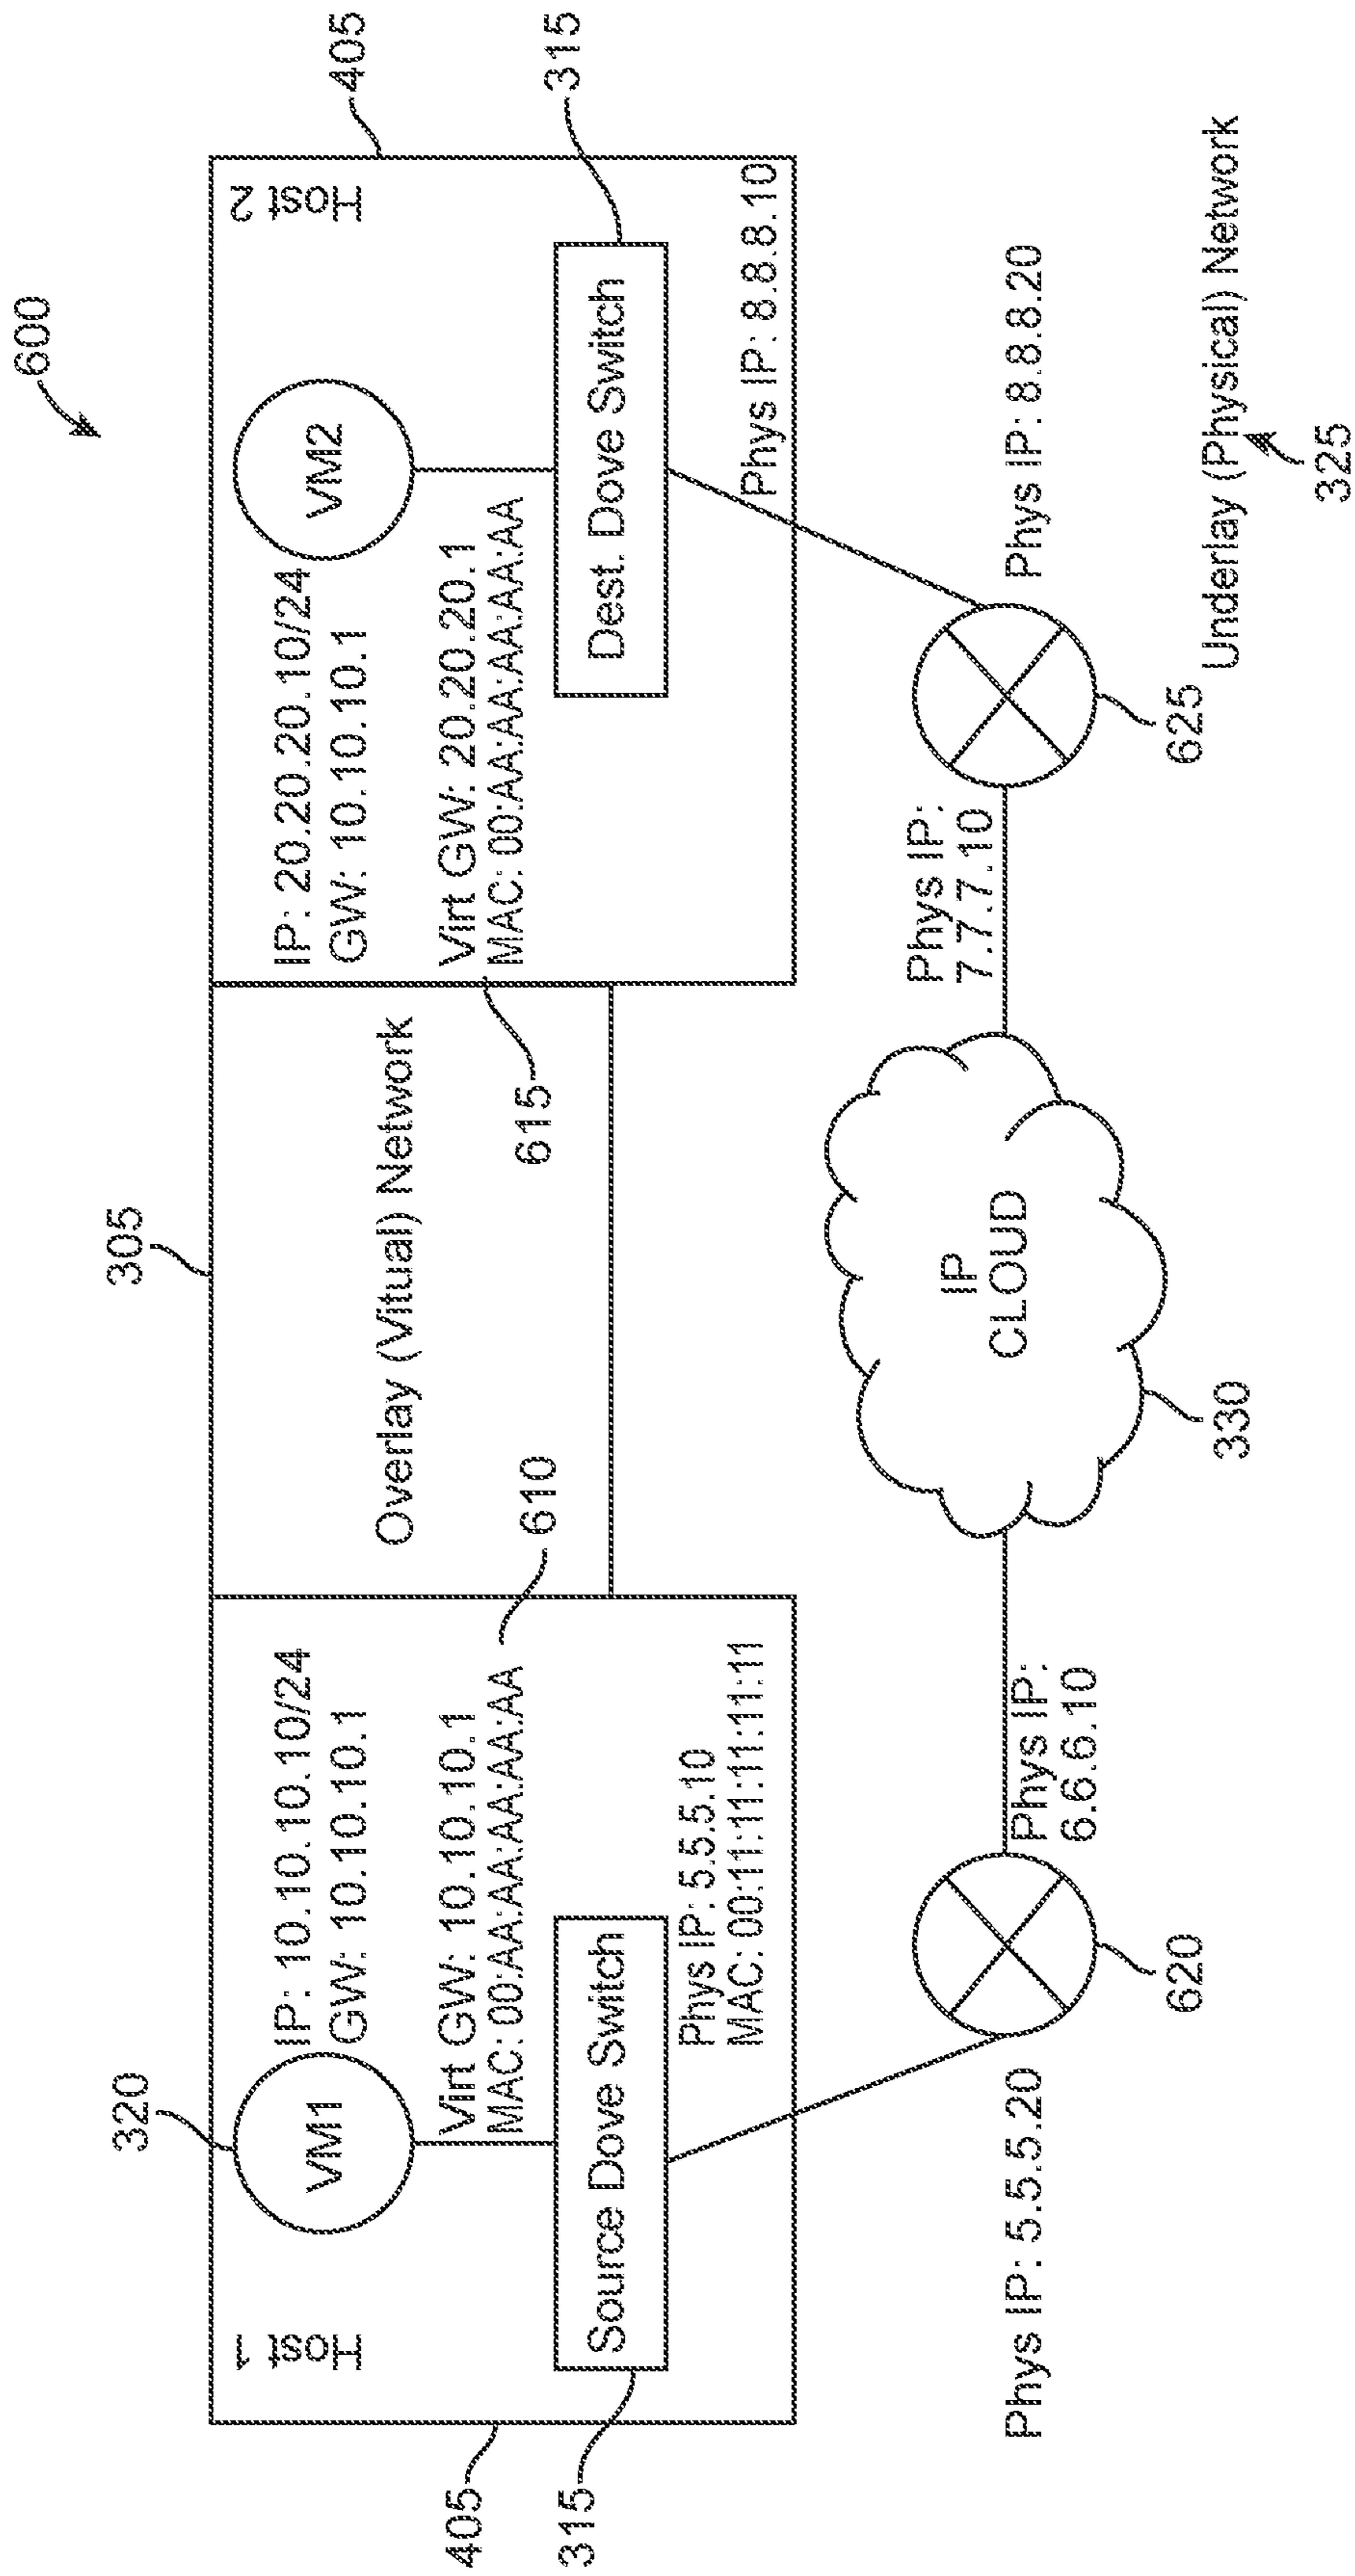 600
305
320
405
405
Host 1
VM1
IP: 10.10.10.10/24
GW: 10.10.10.1
Virt GW: 10.10.10.1
MAC: 00:AA:AA:AA:AA:AA
610
Source Dove Switch
315
Phys IP: 5.5.5.10
MAC: 00:11:11:11:11:11
Overlay (Vitual) Network
615
Host 2
VM2
IP: 20.20.20.10/24
GW: 10.10.10.1
Virt GW: 20.20.20.1
MAC: 00:AA:AA:AA:AA:AA
Dest. Dove Switch
315
Phys IP: 8.8.8.10
Phys IP: 5.5.5.20
620
Phys IP:
6.6.6.10
IP
CLOUD
330
Phys IP:
7.7.7.10
625
Phys IP: 8.8.8.20
Underlay (Physical) Network
325